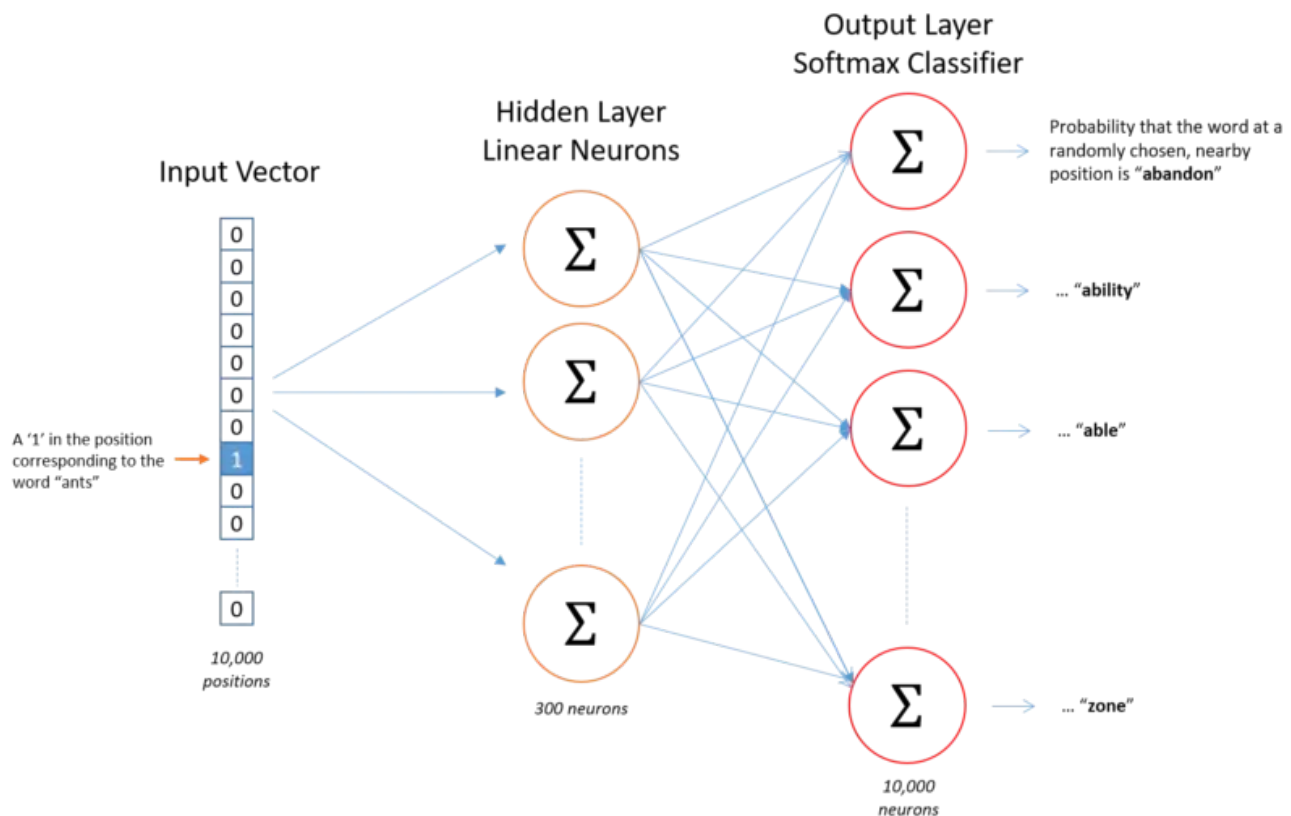 Output Layer
Softmax Classifier
Hidden Layer
Linear Neurons
Input Vector
0
0
0
0
0
0
0
1
0
0
0
A ‘1’ in the position
corresponding to the
word “ants”
10,000
positions
Σ
Σ
Σ
300 neurons
Σ
Σ
Σ
Σ
10,000
neurons
Probability that the word at a
randomly chosen, nearby
position is “abandon”
... “ability”
... “able”
... “zone”